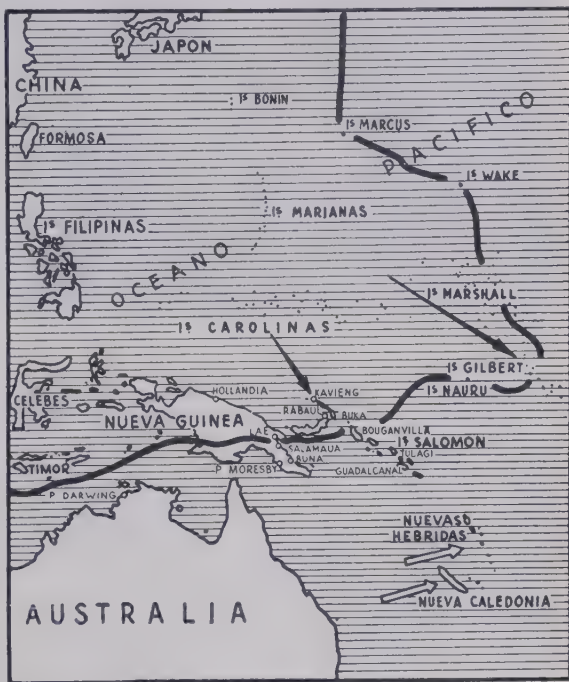 JAPON
CHINA
Is BONIN
PACIFICO
Is MARCUS
FORMOSA
Is WAKE
Is MARIANAS
Is FILIPINAS
OCEANO
Is MARSHALL
Is CAROLINAS
Is GILBERT
CELEBES
HOLLANDIA
KAVIENG
Is NAURU
RABAUL
BUKA
NUEVA GUINEA
BOUGANVILLA
LAE
Is SALOMON
SALAMAUA
TULAGI
BUNA
TIMOR
P MORESBY
GUADALCANAL
P DARWING
NUEVAS
HEBRIDAS
NUEVA CALEDONIA
AUSTRALIA